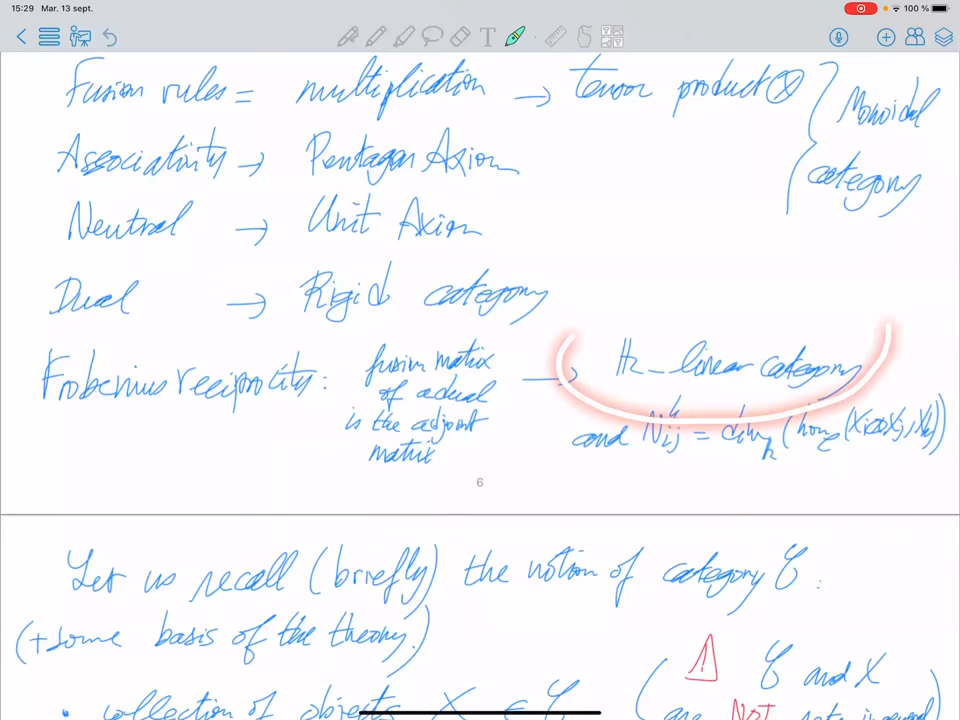 15:29 Mar. 13 sept.
100 %
Fusion rules = multiplication → tensor product ⊗ } Monoidal category
Associativity → Pentagon Axiom
Neutral → Unit Axiom
Dual → Rigid category
Frobenius reciprocity: fusion matrix of a dual is the adjoint matrix → 𝕜-linear category
and N_ij^k = dim_𝕜 (hom_𝒞 (X_i⊗X_j, X_k))
6
Let us recall (briefly) the notion of category 𝒞 :
(+some basis of the theory.)
⚠ 𝒞 and X
• collection of objects X ∈ 𝒞 ( are NOT sets in general